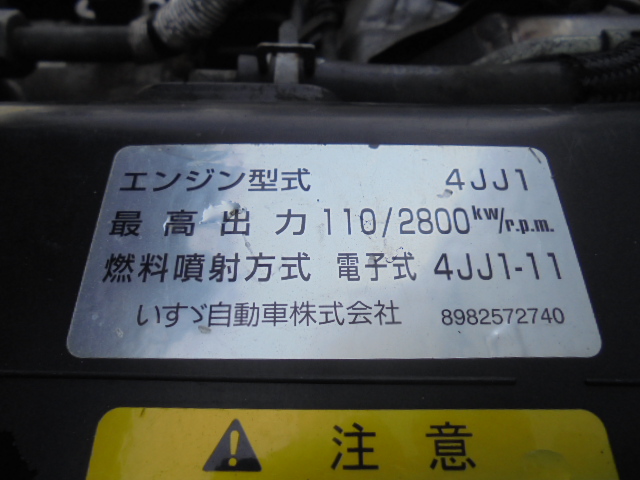 エンジン型式 4JJ1
最高出力 110/2800 kW/r.p.m.
燃料噴射方式 電子式 4JJ1-11
いすゞ自動車株式会社 8982572740
注意